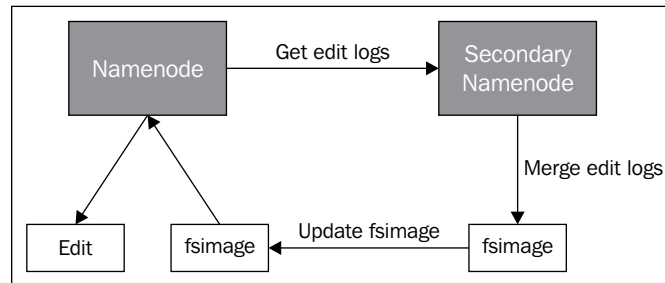 Namenode
Get edit logs
Secondary
Namenode
Merge edit logs
Edit
fsimage
Update fsimage
fsimage